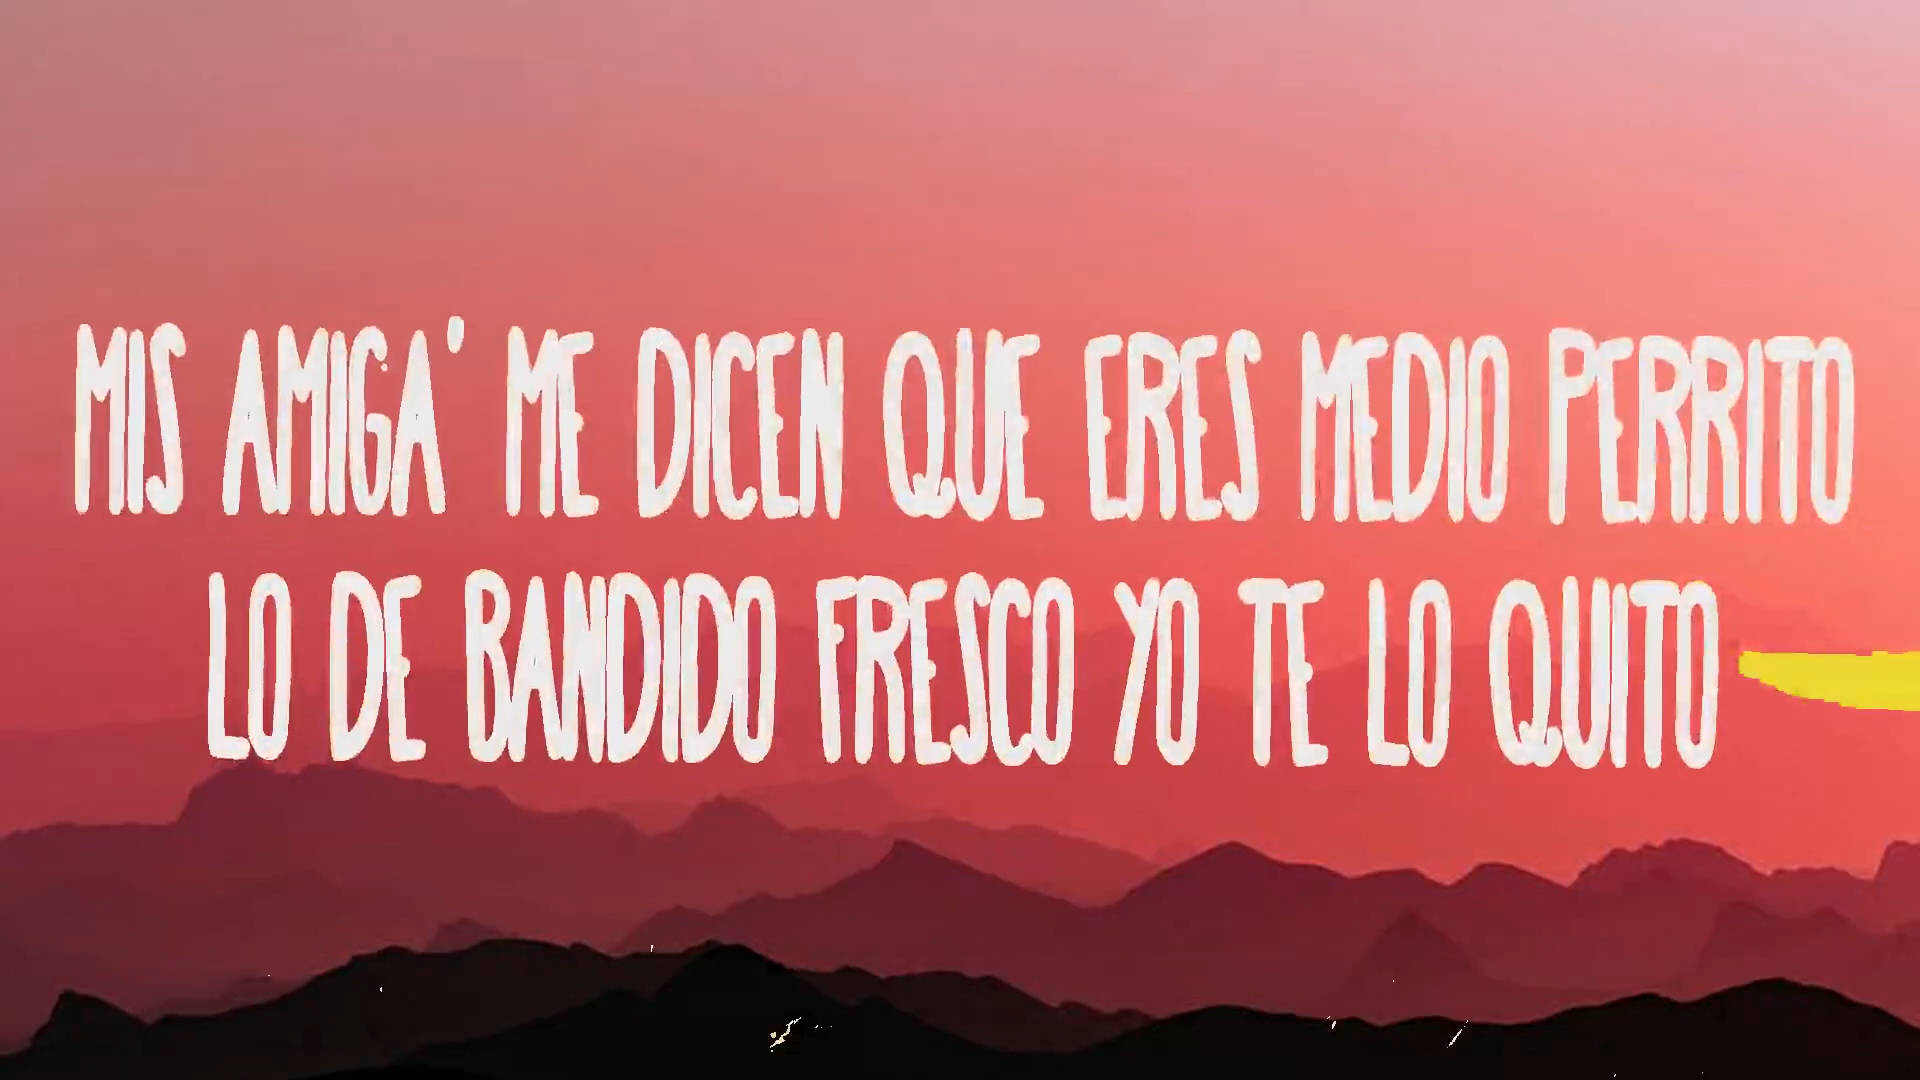 MIS AMIGA' ME DICEN QUE ERES MEDIO PERRITO
LO DE BANDIDO FRESCO YO TE LO QUITO